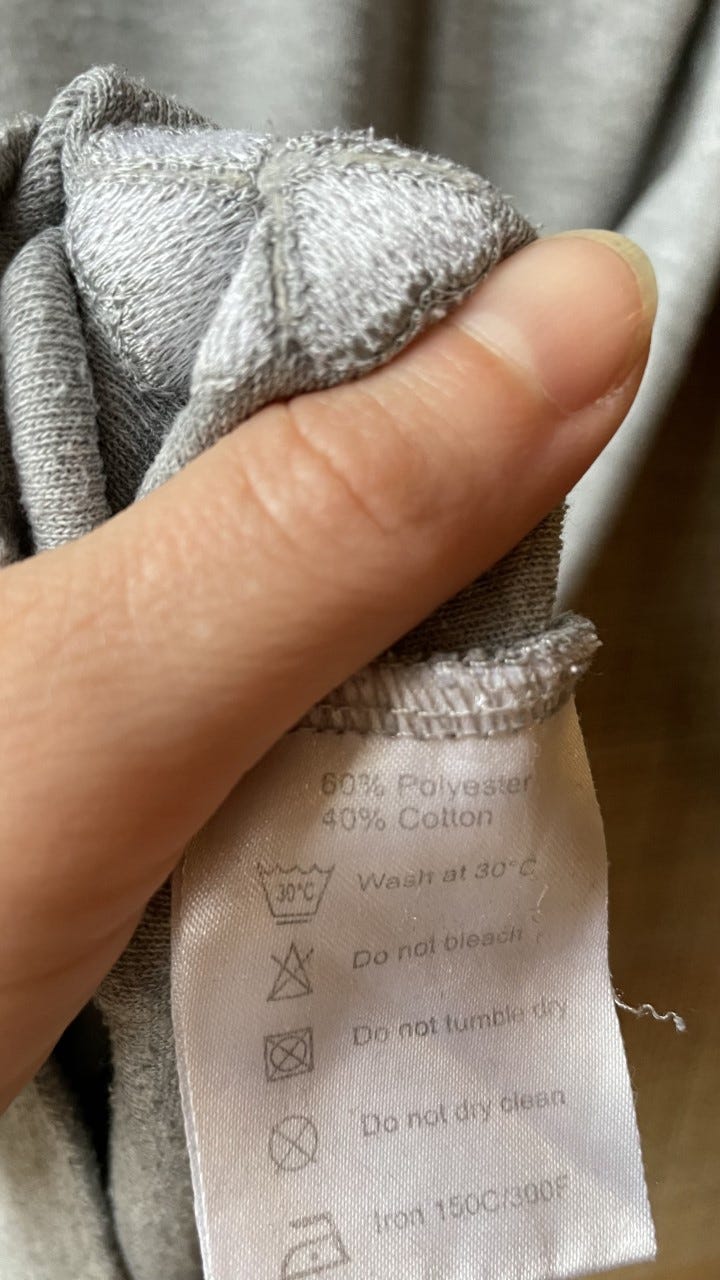 60% Polyester
40% Cotton
30°C Wash at 30°C
Do not bleach
Do not tumble dry
Do not dry clean
Iron 150C/300F